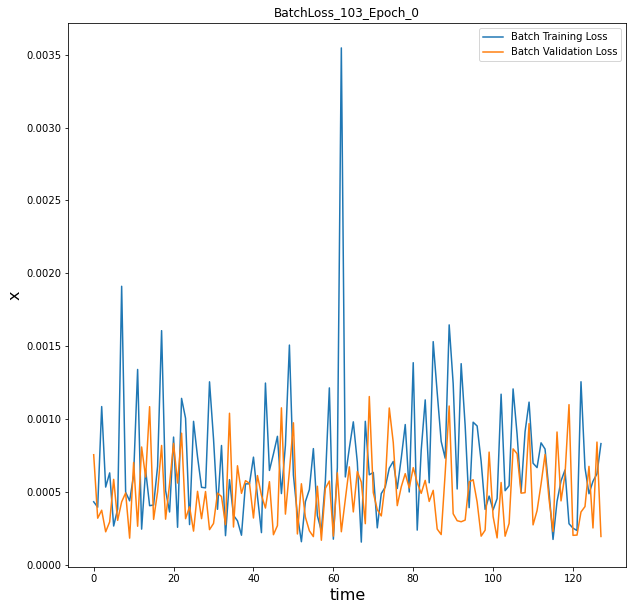 BatchLoss_103_Epoch_0
Batch Training Loss
Batch Validation Loss
x
0.0035
0.0030
0.0025
0.0020
0.0015
0.0010
0.0005
0.0000
0 20 40 60 80 100 120
time